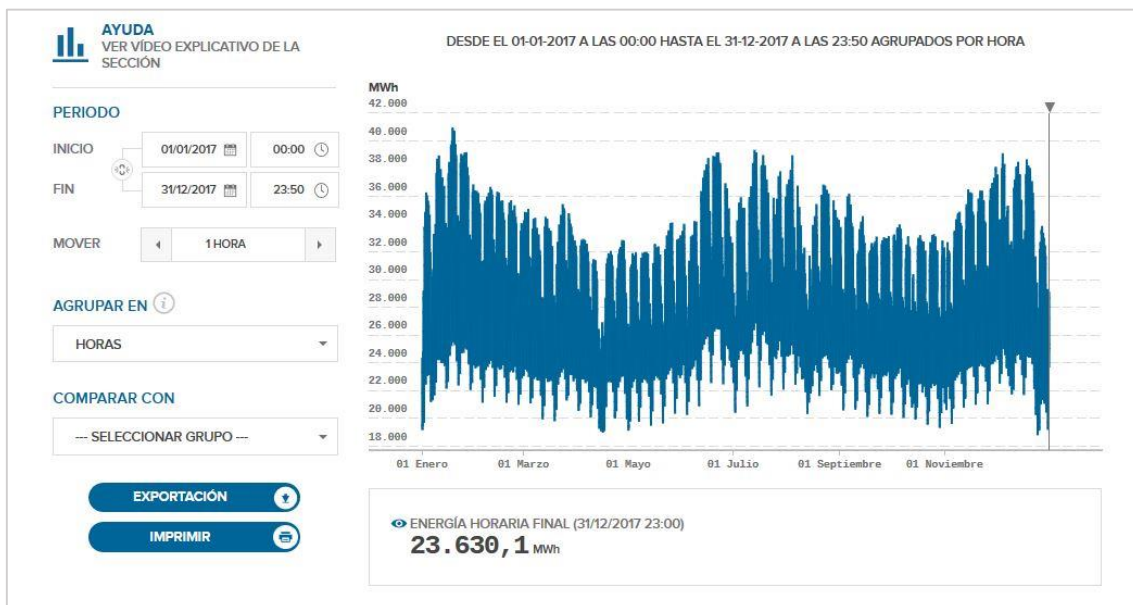 AYUDA
VER VÍDEO EXPLICATIVO DE LA
SECCIÓN
PERIODO
INICIO
01/01/2017
00:00
FIN
31/12/2017
23:50
MOVER
1 HORA
AGRUPAR EN
HORAS
COMPARAR CON
--- SELECCIONAR GRUPO ---
EXPORTACIÓN
IMPRIMIR
DESDE EL 01-01-2017 A LAS 00:00 HASTA EL 31-12-2017 A LAS 23:50 AGRUPADOS POR HORA
MWh
42.000
40.000
38.000
36.000
34.000
32.000
30.000
28.000
26.000
24.000
22.000
20.000
18.000
01 Enero
01 Marzo
01 Mayo
01 Julio
01 Septiembre
01 Noviembre
ENERGÍA HORARIA FINAL (31/12/2017 23:00)
23.630,1 MWh